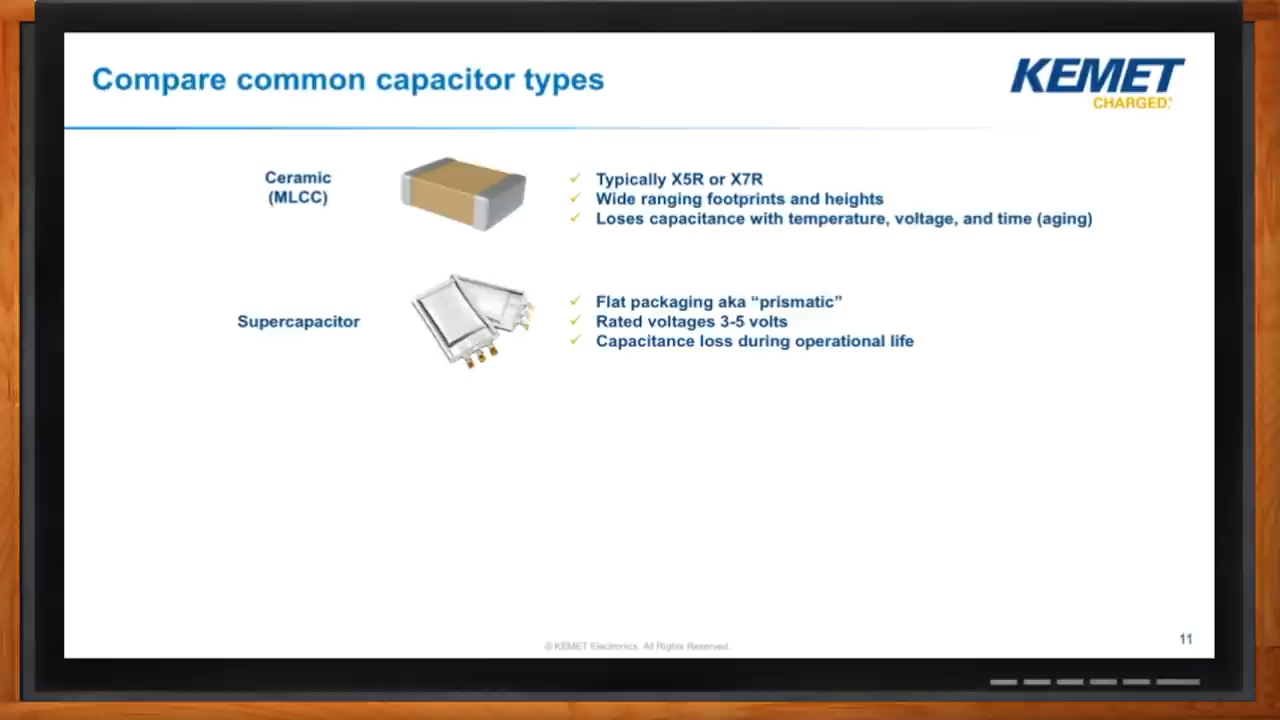 Compare common capacitor types
KEMET
CHARGED.
Ceramic
(MLCC)
Typically X5R or X7R
Wide ranging footprints and heights
Loses capacitance with temperature, voltage, and time (aging)
Supercapacitor
Flat packaging aka “prismatic”
Rated voltages 3-5 volts
Capacitance loss during operational life
© KEMET Electronics. All Rights Reserved.
11